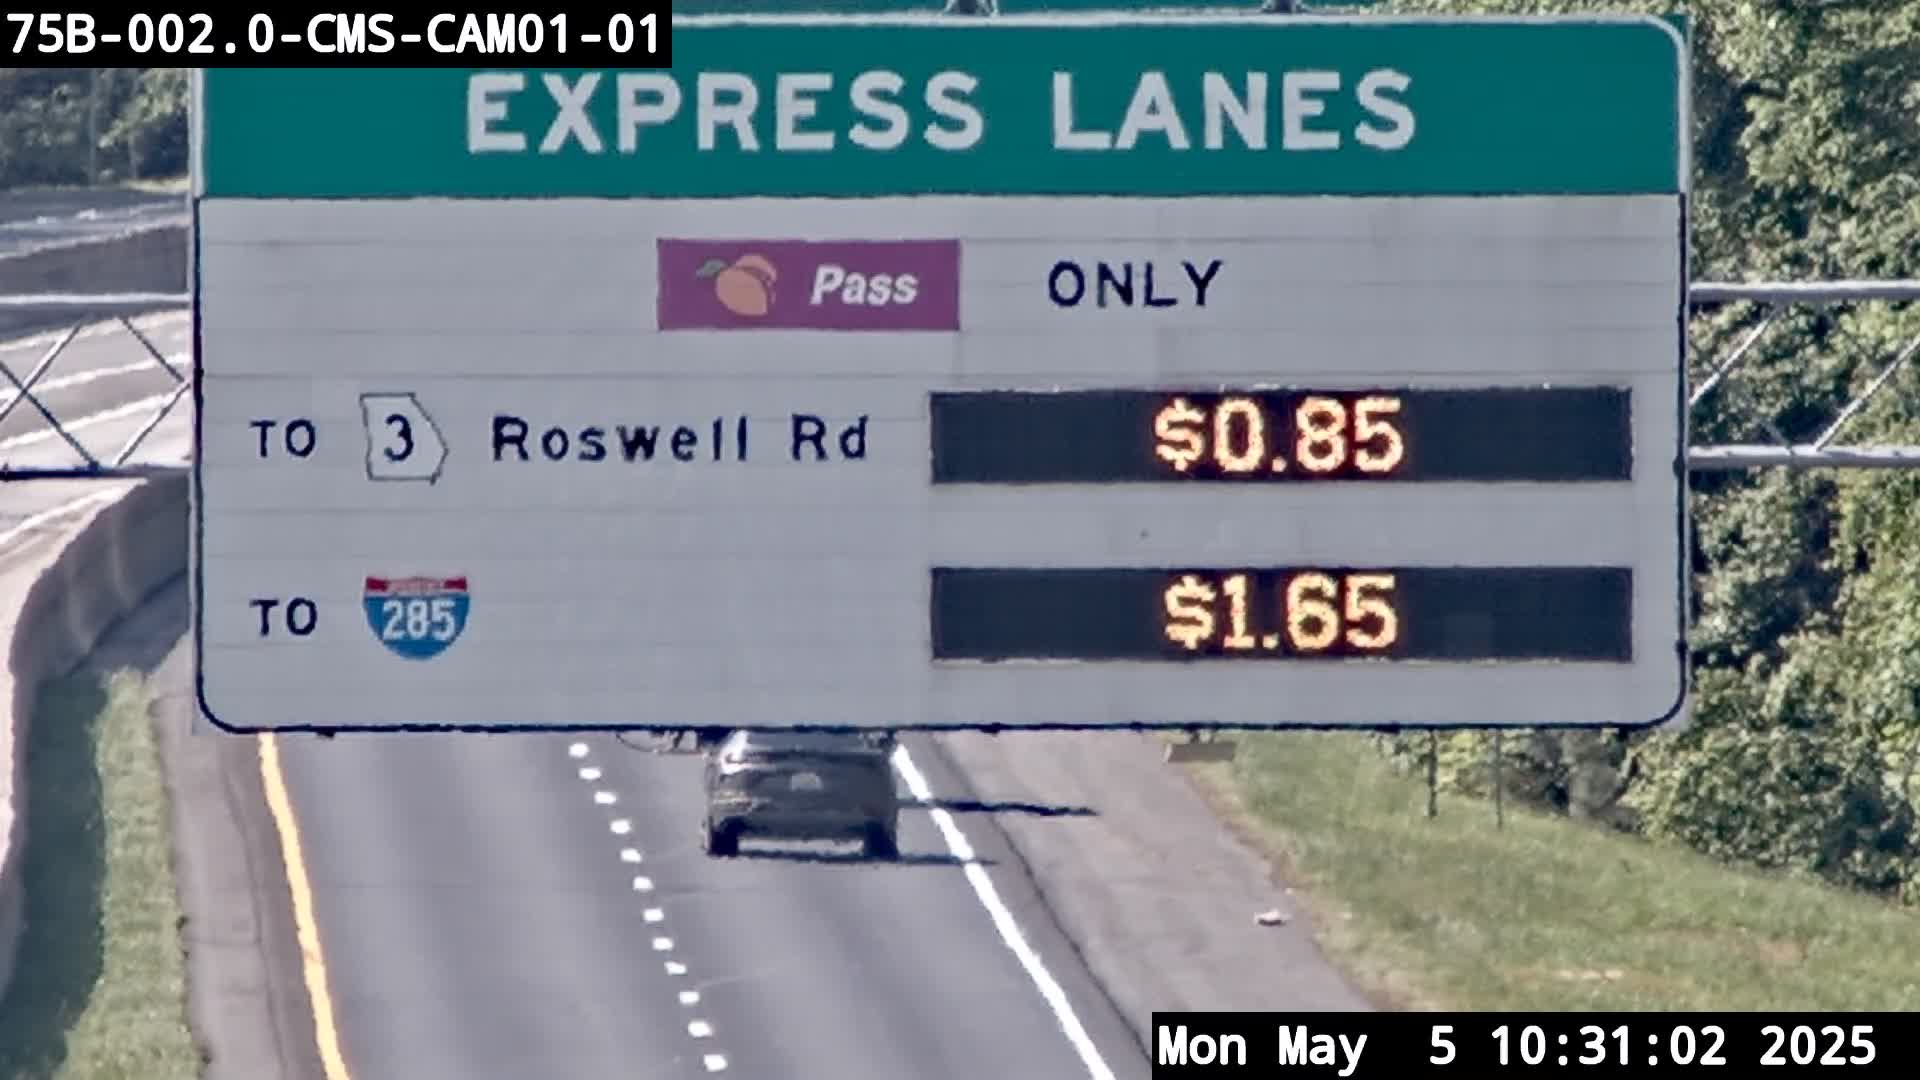 75B-002.0-CMS-CAM01-01
EXPRESS LANES
Pass ONLY
TO 3 Roswell Rd $0.85
TO 285 $1.65
Mon May 5 10:31:02 2025